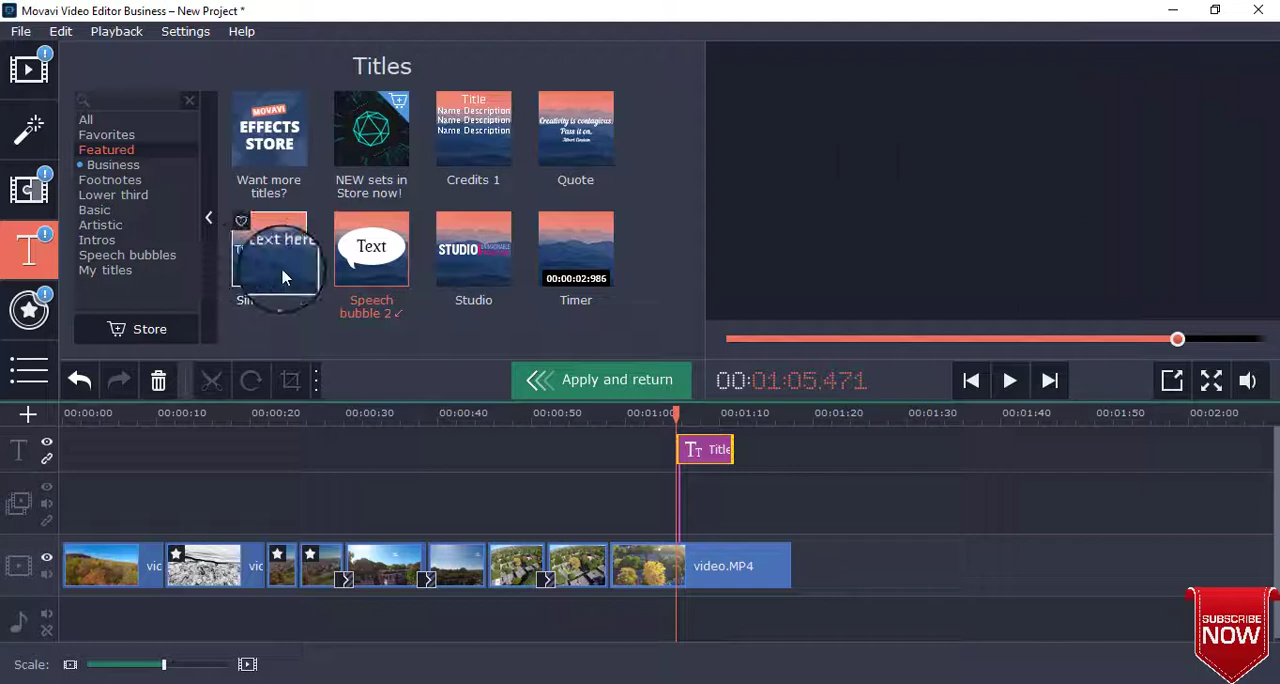 Movavi Video Editor Business – New Project *
File Edit Playback Settings Help
Titles
All
Favorites
Featured
Business
Footnotes
Lower third
Basic
Artistic
Intros
Speech bubbles
My titles
Store
MOVAVI
EFFECTS
STORE
Want more
titles?
NEW sets in
Store now!
Title
Name Description
Name Description
Name Description
Credits 1
Creativity is contagious.
Pass it on.
Albert Einstein
Quote
text here
Text
Speech
bubble 2
STUDIO
Studio
00:00:02:986
Timer
Apply and return
00:01:05.471
00:00:00 00:00:10 00:00:20 00:00:30 00:00:40 00:00:50 00:01:00 00:01:10 00:01:20 00:01:30 00:01:40 00:01:50 00:02:00
T Tт Title
vic vic video.MP4
Scale:
SUBSCRIBE
NOW